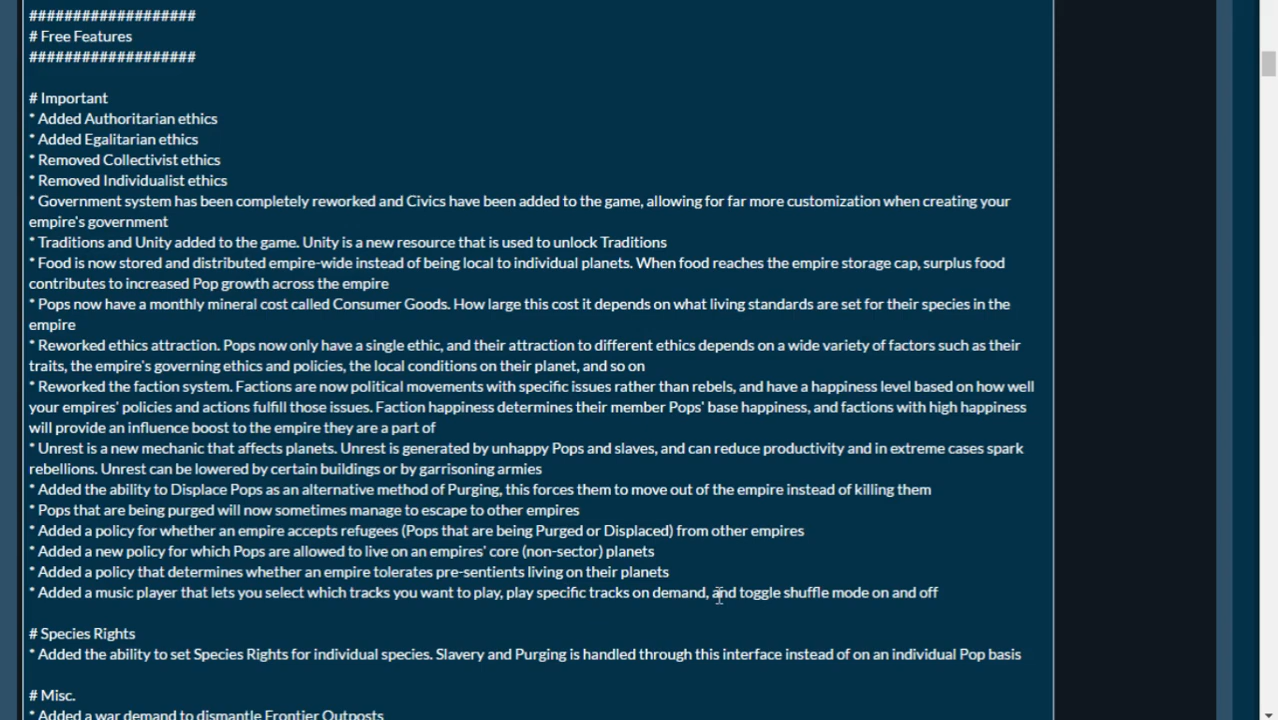 ###################
# Free Features
###################
# Important
* Added Authoritarian ethics
* Added Egalitarian ethics
* Removed Collectivist ethics
* Removed Individualist ethics
* Government system has been completely reworked and Civics have been added to the game, allowing for far more customization when creating your
empire's government
* Traditions and Unity added to the game. Unity is a new resource that is used to unlock Traditions
* Food is now stored and distributed empire-wide instead of being local to individual planets. When food reaches the empire storage cap, surplus food
contributes to increased Pop growth across the empire
* Pops now have a monthly mineral cost called Consumer Goods. How large this cost it depends on what living standards are set for their species in the
empire
* Reworked ethics attraction. Pops now only have a single ethic, and their attraction to different ethics depends on a wide variety of factors such as their
traits, the empire's governing ethics and policies, the local conditions on their planet, and so on
* Reworked the faction system. Factions are now political movements with specific issues rather than rebels, and have a happiness level based on how well
your empires' policies and actions fulfill those issues. Faction happiness determines their member Pops' base happiness, and factions with high happiness
will provide an influence boost to the empire they are a part of
* Unrest is a new mechanic that affects planets. Unrest is generated by unhappy Pops and slaves, and can reduce productivity and in extreme cases spark
rebellions. Unrest can be lowered by certain buildings or by garrisoning armies
* Added the ability to Displace Pops as an alternative method of Purging, this forces them to move out of the empire instead of killing them
* Pops that are being purged will now sometimes manage to escape to other empires
* Added a policy for whether an empire accepts refugees (Pops that are being Purged or Displaced) from other empires
* Added a new policy for which Pops are allowed to live on an empires' core (non-sector) planets
* Added a policy that determines whether an empire tolerates pre-sentients living on their planets
* Added a music player that lets you select which tracks you want to play, play specific tracks on demand, and toggle shuffle mode on and off
# Species Rights
* Added the ability to set Species Rights for individual species. Slavery and Purging is handled through this interface instead of on an individual Pop basis
# Misc.
* Added a war demand to dismantle Frontier Outposts